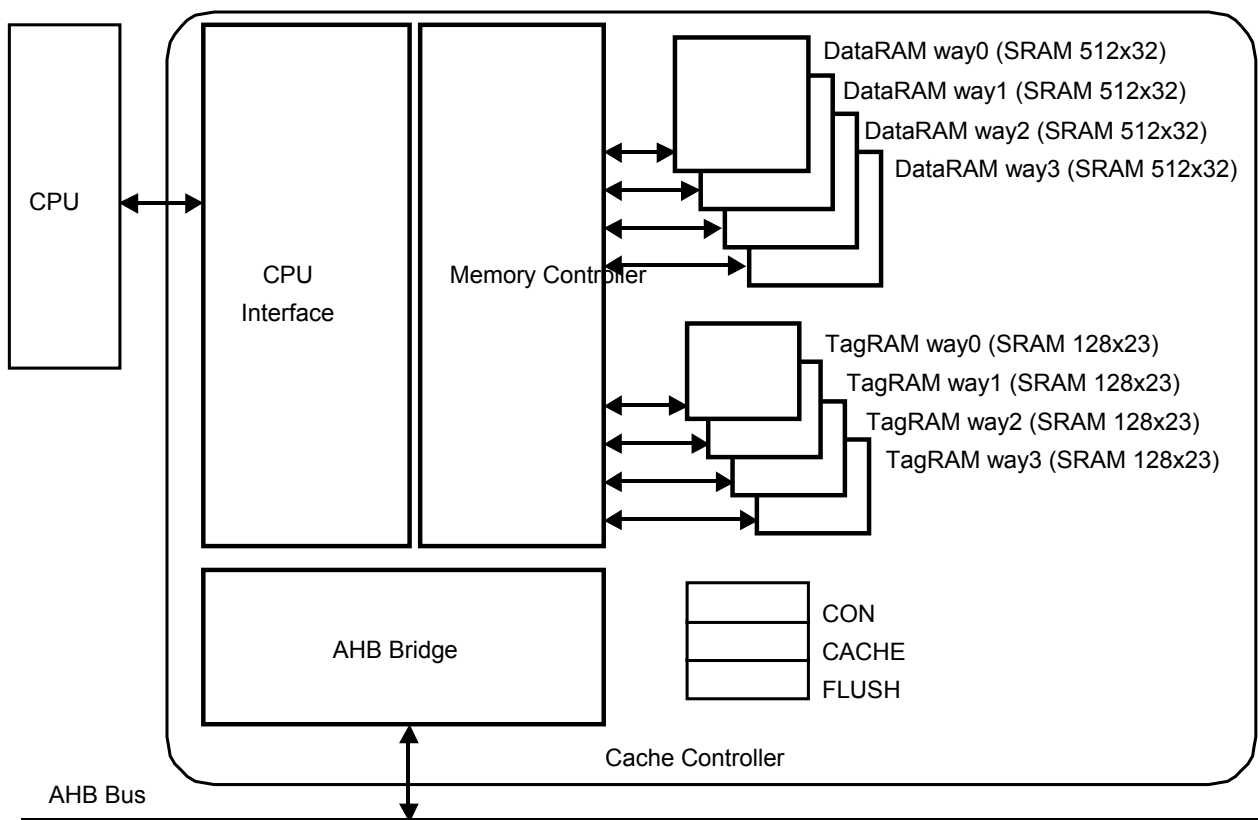 DataRAM way0 (SRAM 512x32)
DataRAM way1 (SRAM 512x32)
DataRAM way2 (SRAM 512x32)
DataRAM way3 (SRAM 512x32)
CPU
CPU
Interface
Memory Controller
TagRAM way0 (SRAM 128x23)
TagRAM way1 (SRAM 128x23)
TagRAM way2 (SRAM 128x23)
TagRAM way3 (SRAM 128x23)
AHB Bridge
CON
CACHE
FLUSH
Cache Controller
AHB Bus